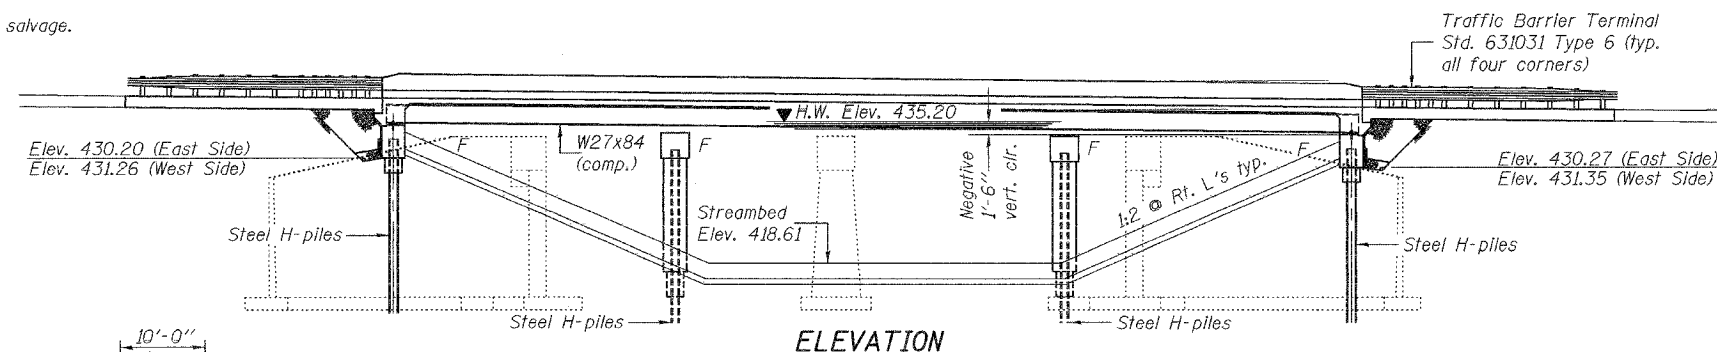 salvage.
Traffic Barrier Terminal
Std. 631031 Type 6 (typ.
all four corners)
H.W. Elev. 435.20
Elev. 430.20 (East Side)
Elev. 431.26 (West Side)
F
W27x84
(comp.)
F
F
F
Negative
1'-6"
vert. clr.
1:2 @ Rt. L's typ.
Elev. 430.27 (East Side)
Elev. 431.35 (West Side)
Streambed
Elev. 418.61
Steel H-piles
Steel H-piles
Steel H-piles
Steel H-piles
ELEVATION
10'-0"